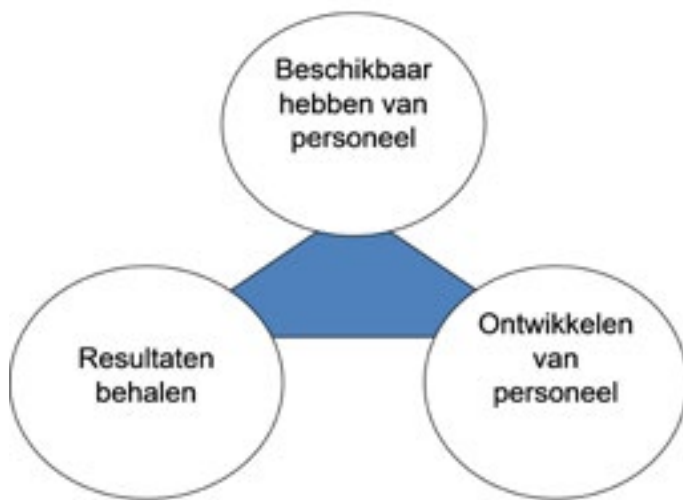 Beschikbaar
hebben van
personeel
Resultaten
behalen
Ontwikkelen
van
personeel